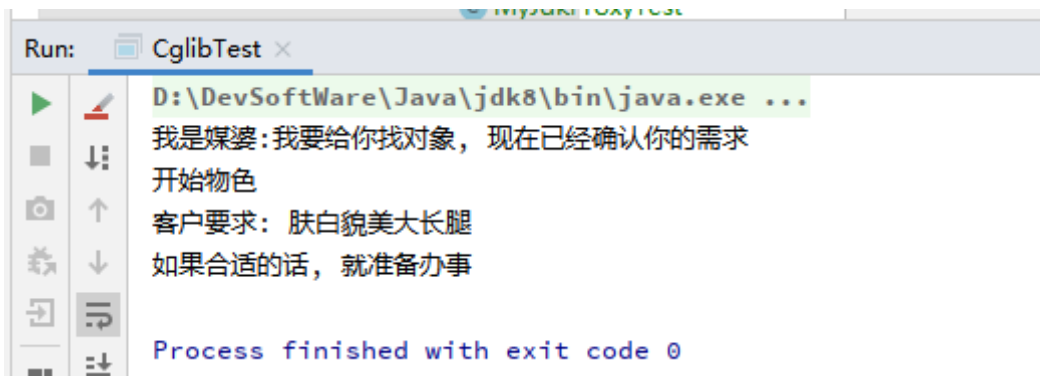 MyJdkProxyTest
Run: CglibTest ×
D:\DevSoftWare\Java\jdk8\bin\java.exe ...
我是媒婆:我要给你找对象, 现在已经确认你的需求
开始物色
客户要求: 肤白貌美大长腿
如果合适的话, 就准备办事
Process finished with exit code 0